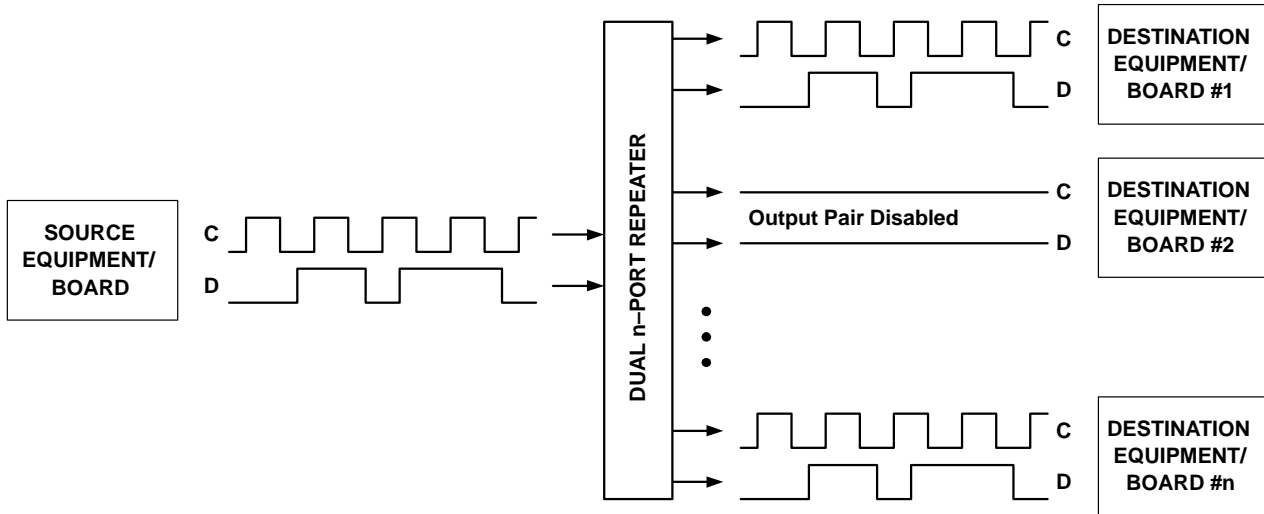 SOURCE
EQUIPMENT/
BOARD
C
D
DUAL n–PORT REPEATER
C
D
DESTINATION
EQUIPMENT/
BOARD #1
C
Output Pair Disabled
D
DESTINATION
EQUIPMENT/
BOARD #2
C
D
DESTINATION
EQUIPMENT/
BOARD #n